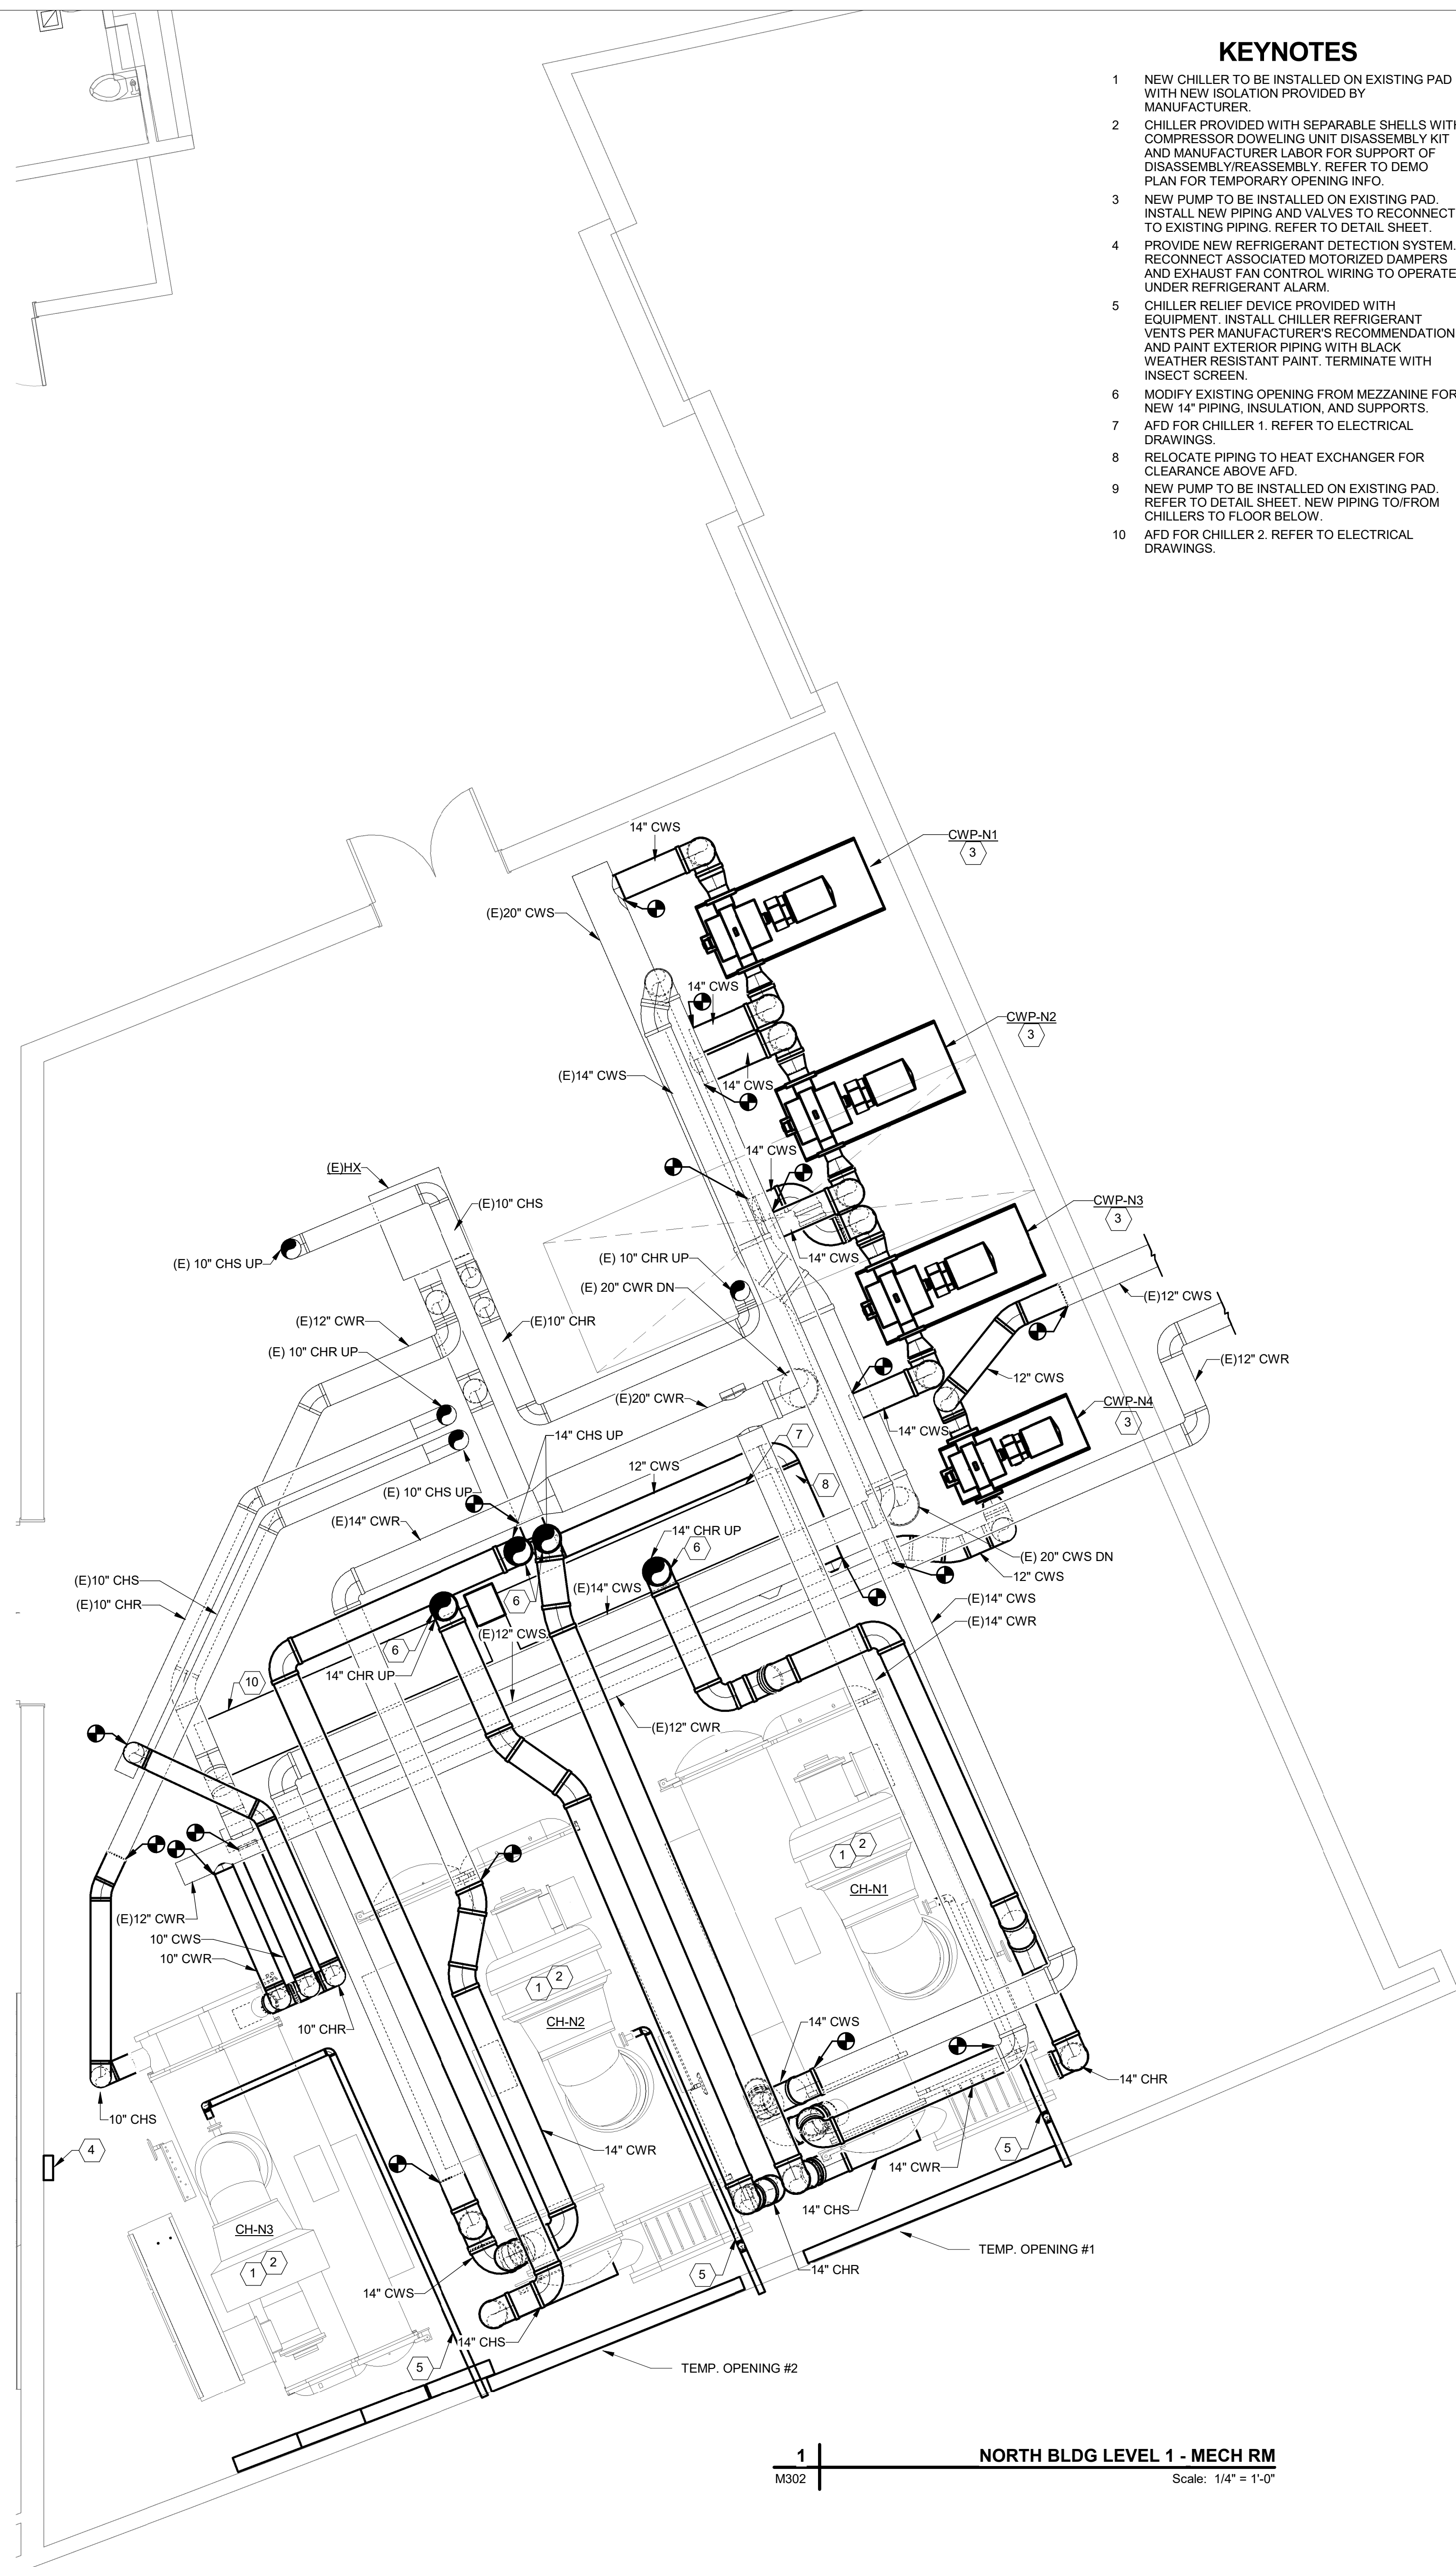 KEYNOTES
1 NEW CHILLER TO BE INSTALLED ON EXISTING PAD
WITH NEW ISOLATION PROVIDED BY
MANUFACTURER.
2 CHILLER PROVIDED WITH SEPARABLE SHELLS WITH
COMPRESSOR DOWELING UNIT DISASSEMBLY KIT
AND MANUFACTURER LABOR FOR SUPPORT OF
DISASSEMBLY/REASSEMBLY. REFER TO DEMO
PLAN FOR TEMPORARY OPENING INFO.
3 NEW PUMP TO BE INSTALLED ON EXISTING PAD.
INSTALL NEW PIPING AND VALVES TO RECONNECT
TO EXISTING PIPING. REFER TO DETAIL SHEET.
4 PROVIDE NEW REFRIGERANT DETECTION SYSTEM.
RECONNECT ASSOCIATED MOTORIZED DAMPERS
AND EXHAUST FAN CONTROL WIRING TO OPERATE
UNDER REFRIGERANT ALARM.
5 CHILLER RELIEF DEVICE PROVIDED WITH
EQUIPMENT. INSTALL CHILLER REFRIGERANT
VENTS PER MANUFACTURER'S RECOMMENDATION
AND PAINT EXTERIOR PIPING WITH BLACK
WEATHER RESISTANT PAINT. TERMINATE WITH
INSECT SCREEN.
6 MODIFY EXISTING OPENING FROM MEZZANINE FOR
NEW 14" PIPING, INSULATION, AND SUPPORTS.
7 AFD FOR CHILLER 1. REFER TO ELECTRICAL
DRAWINGS.
8 RELOCATE PIPING TO HEAT EXCHANGER FOR
CLEARANCE ABOVE AFD.
9 NEW PUMP TO BE INSTALLED ON EXISTING PAD.
REFER TO DETAIL SHEET. NEW PIPING TO/FROM
CHILLERS TO FLOOR BELOW.
10 AFD FOR CHILLER 2. REFER TO ELECTRICAL
DRAWINGS.
14" CWS
CWP-N1
3
(E)20" CWS
14" CWS
CWP-N2
3
(E)14" CWS
14" CWS
14" CWS
(E)HX
(E)10" CHS
CWP-N3
3
(E) 10" CHS UP
(E) 10" CHR UP
14" CWS
(E) 20" CWR DN
(E)12" CWS
(E)12" CWR
(E)10" CHR
(E) 10" CHR UP
(E)12" CWR
12" CWS
(E)20" CWR
CWP-N4
3
14" CWS
14" CHS UP
7
12" CWS
8
(E) 10" CHS UP
(E)14" CWR
14" CHR UP
6
(E) 20" CWS DN
12" CWS
(E)10" CHS
(E)10" CHR
(E)14" CWS
6
(E)14" CWS
(E)14" CWR
(E)12" CWS
6
14" CHR UP
10
(E)12" CWR
1
2
CH-N1
(E)12" CWR
10" CWS
10" CWR
1
2
CH-N2
10" CHR
14" CWS
14" CHR
10" CHS
4
14" CWR
5
14" CWR
14" CHS
CH-N3
1
2
TEMP. OPENING #1
5
14" CHR
14" CWS
14" CHS
5
TEMP. OPENING #2
1
NORTH BLDG LEVEL 1 - MECH RM
M302
Scale: 1/4" = 1'-0"